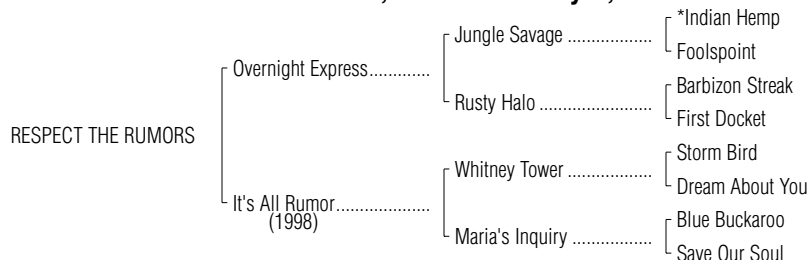 *Indian Hemp
Jungle Savage ..................
Foolspoint
Overnight Express.............
Barbizon Streak
Rusty Halo ........................
First Docket
RESPECT THE RUMORS
Storm Bird
Whitney Tower ..................
Dream About You
It's All Rumor....................
(1998)
Blue Buckaroo
Maria's Inquiry .................
Save Our Soul